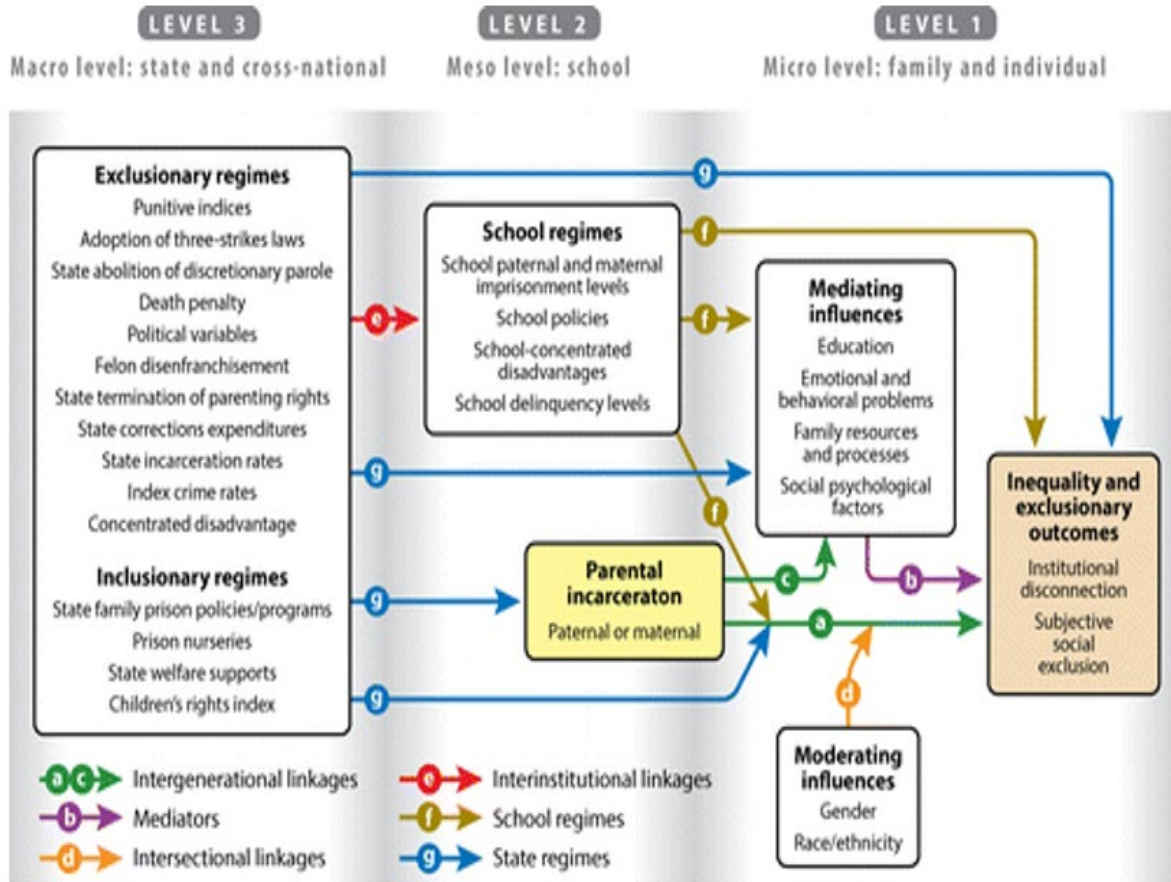 LEVEL 3
Macro level: state and cross-national
LEVEL 2
Meso level: school
LEVEL 1
Micro level: family and individual
Exclusionary regimes
Punitive indices
Adoption of three-strikes laws
State abolition of discretionary parole
Death penalty
Political variables
Felon disenfranchisement
State termination of parenting rights
State corrections expenditures
State incarceration rates
Index crime rates
Concentrated disadvantage
Inclusionary regimes
State family prison policies/programs
Prison nurseries
State welfare supports
Children's rights index
e
g
g
g
g
School regimes
School paternal and maternal
imprisonment levels
School policies
School-concentrated
disadvantages
School delinquency levels
f
f
f
Parental
incarceraton
Paternal or maternal
Mediating
influences
Education
Emotional and
behavioral problems
Family resources
and processes
Social psychological
factors
c
b
a
d
Moderating
influences
Gender
Race/ethnicity
Inequality and
exclusionary
outcomes
Institutional
disconnection
Subjective
social
exclusion
a c Intergenerational linkages
b Mediators
d Intersectional linkages
e Interinstitutional linkages
f School regimes
g State regimes